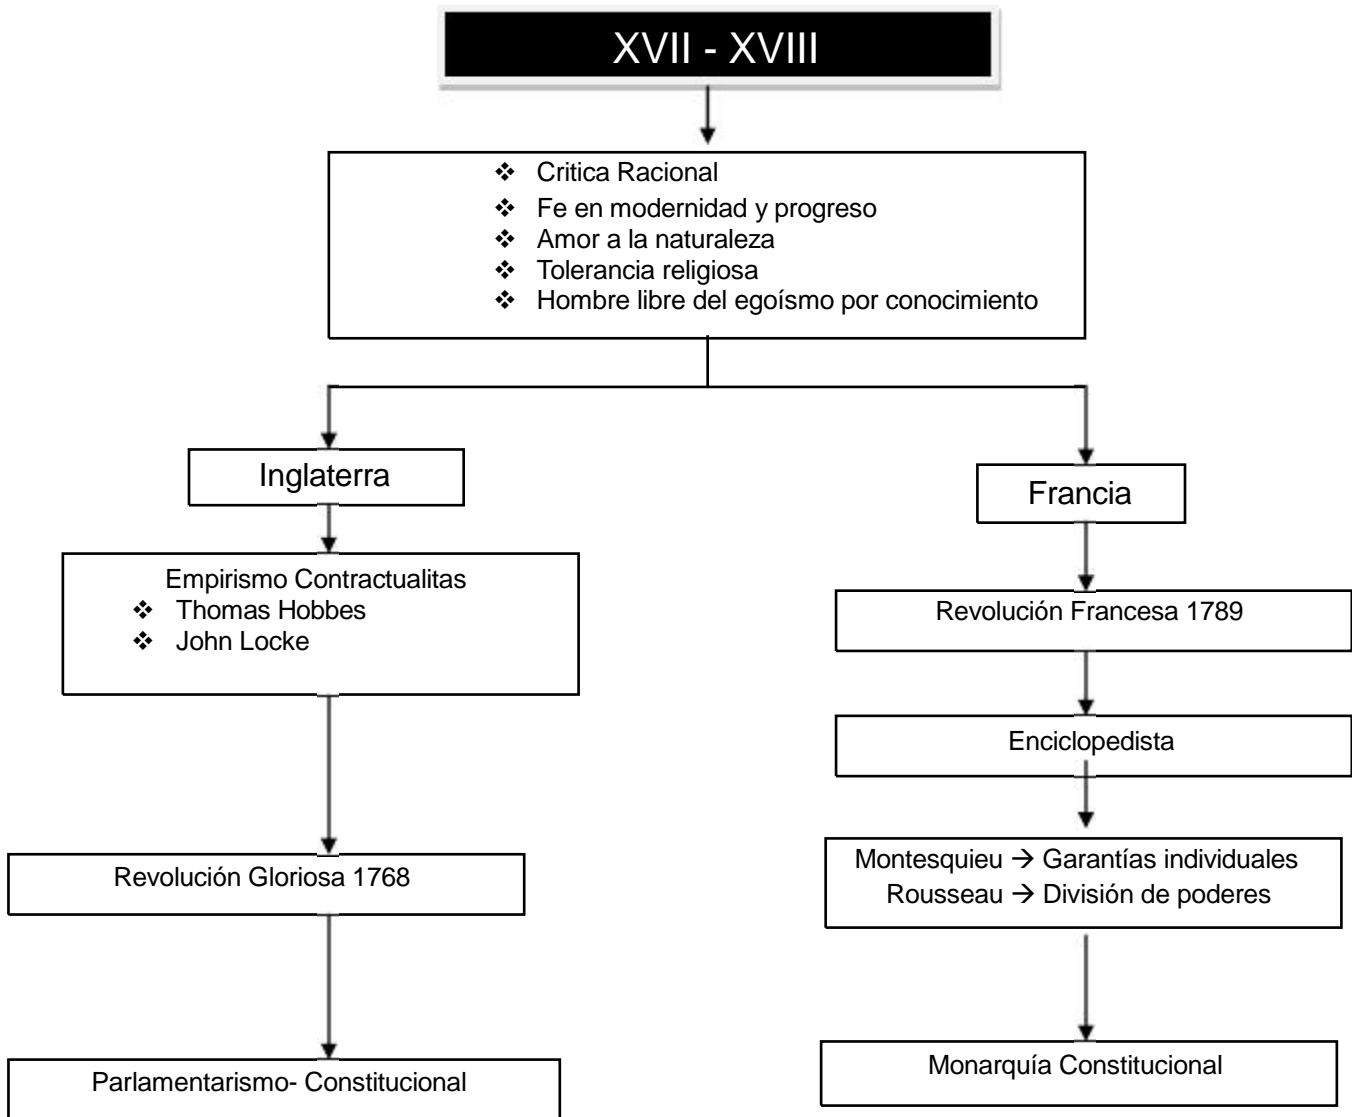 XVII - XVIII
❖ Critica Racional
❖ Fe en modernidad y progreso
❖ Amor a la naturaleza
❖ Tolerancia religiosa
❖ Hombre libre del egoísmo por conocimiento
Inglaterra
Empirismo Contractualitas
❖ Thomas Hobbes
❖ John Locke
Revolución Gloriosa 1768
Parlamentarismo- Constitucional
Francia
Revolución Francesa 1789
Enciclopedista
Montesquieu → Garantías individuales
Rousseau → División de poderes
Monarquía Constitucional